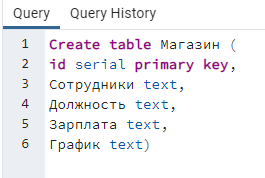 Query Query History
1 Create table Магазин (
2 id serial primary key,
3 Сотрудники text,
4 Должность text,
5 Зарплата text,
6 График text)